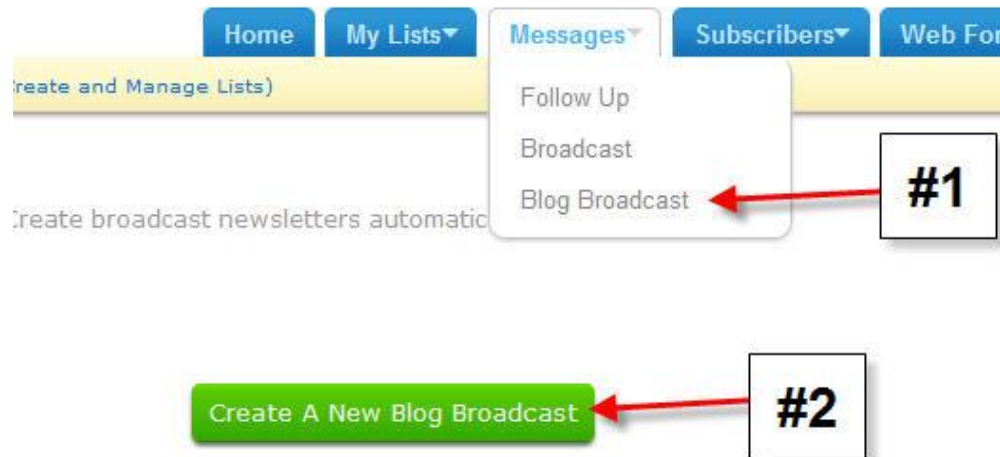 Home My Lists Messages Subscribers Web For
reate and Manage Lists)
Follow Up
Broadcast
Blog Broadcast
#1
Create broadcast newsletters automatic
Create A New Blog Broadcast
#2